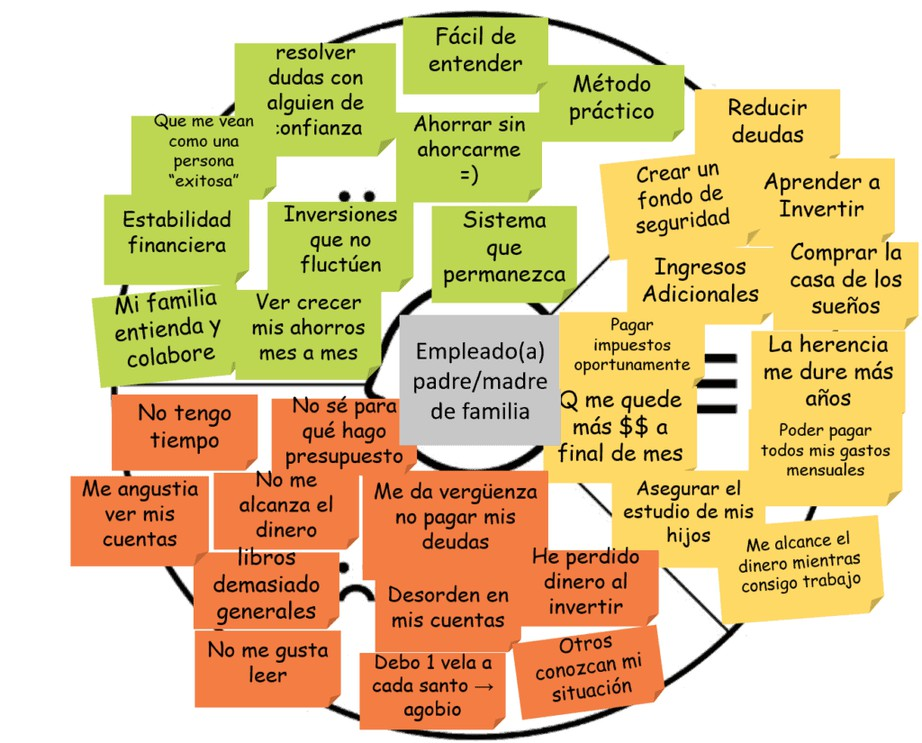 resolver
dudas con
alguien de
confianza
Fácil de
entender
Método
práctico
Que me vean
como una
persona
“exitosa”
Ahorrar sin
ahorcarme
=)
Estabilidad
financiera
Inversiones
que no
fluctúen
Sistema
que
permanezca
Mi familia
entienda y
colabore
Ver crecer
mis ahorros
mes a mes
Reducir
deudas
Crear un
fondo de
seguridad
Aprender a
Invertir
Ingresos
Adicionales
Comprar la
casa de los
sueños
Pagar
impuestos
oportunamente
La herencia
me dure más
años
Q me quede
más $$ a
final de mes
Poder pagar
todos mis gastos
mensuales
Asegurar el
estudio de mis
hijos
Me alcance el
dinero mientras
consigo trabajo
Empleado(a)
padre/madre
de familia
No tengo
tiempo
No sé para
qué hago
presupuesto
Me angustia
ver mis
cuentas
No me
alcanza el
dinero
Me da vergüenza
no pagar mis
deudas
libros
demasiado
generales
Desorden en
mis cuentas
He perdido
dinero al
invertir
No me gusta
leer
Debo 1 vela a
cada santo →
agobio
Otros
conozcan mi
situación